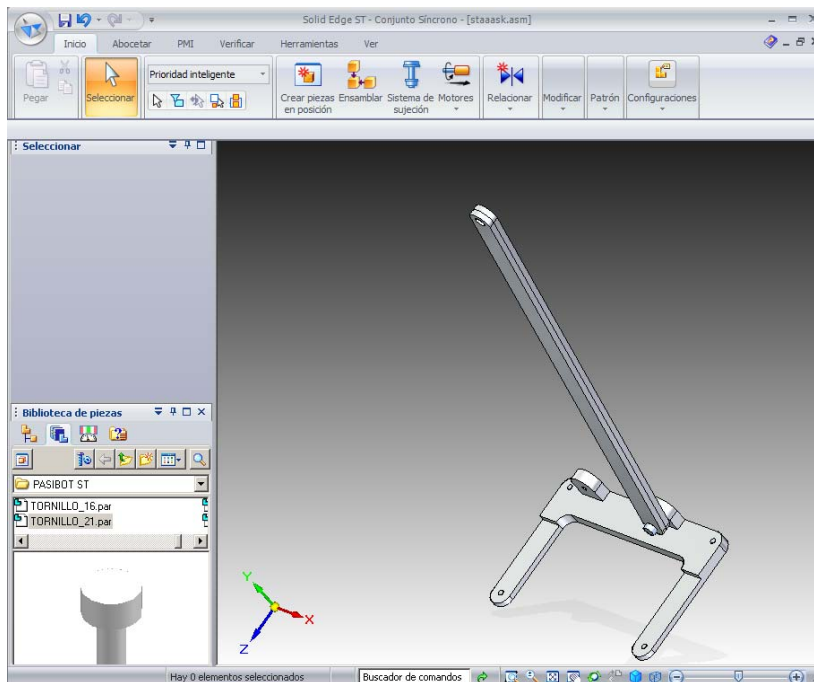 Solid Edge ST - Conjunto Síncrono - [staaask.asm]
Inicio Abocetar PMI Verificar Herramientas Ver
Pegar
Seleccionar
Prioridad inteligente
Crear piezas en posición
Ensamblar
Sistema de sujeción
Motores
Relacionar
Modificar
Patrón
Configuraciones
Seleccionar
Biblioteca de piezas
PASIBOT ST
TORNILLO_16.par
TORNILLO_21.par
Y
X
Z
Hay 0 elementos seleccionados
Buscador de comandos